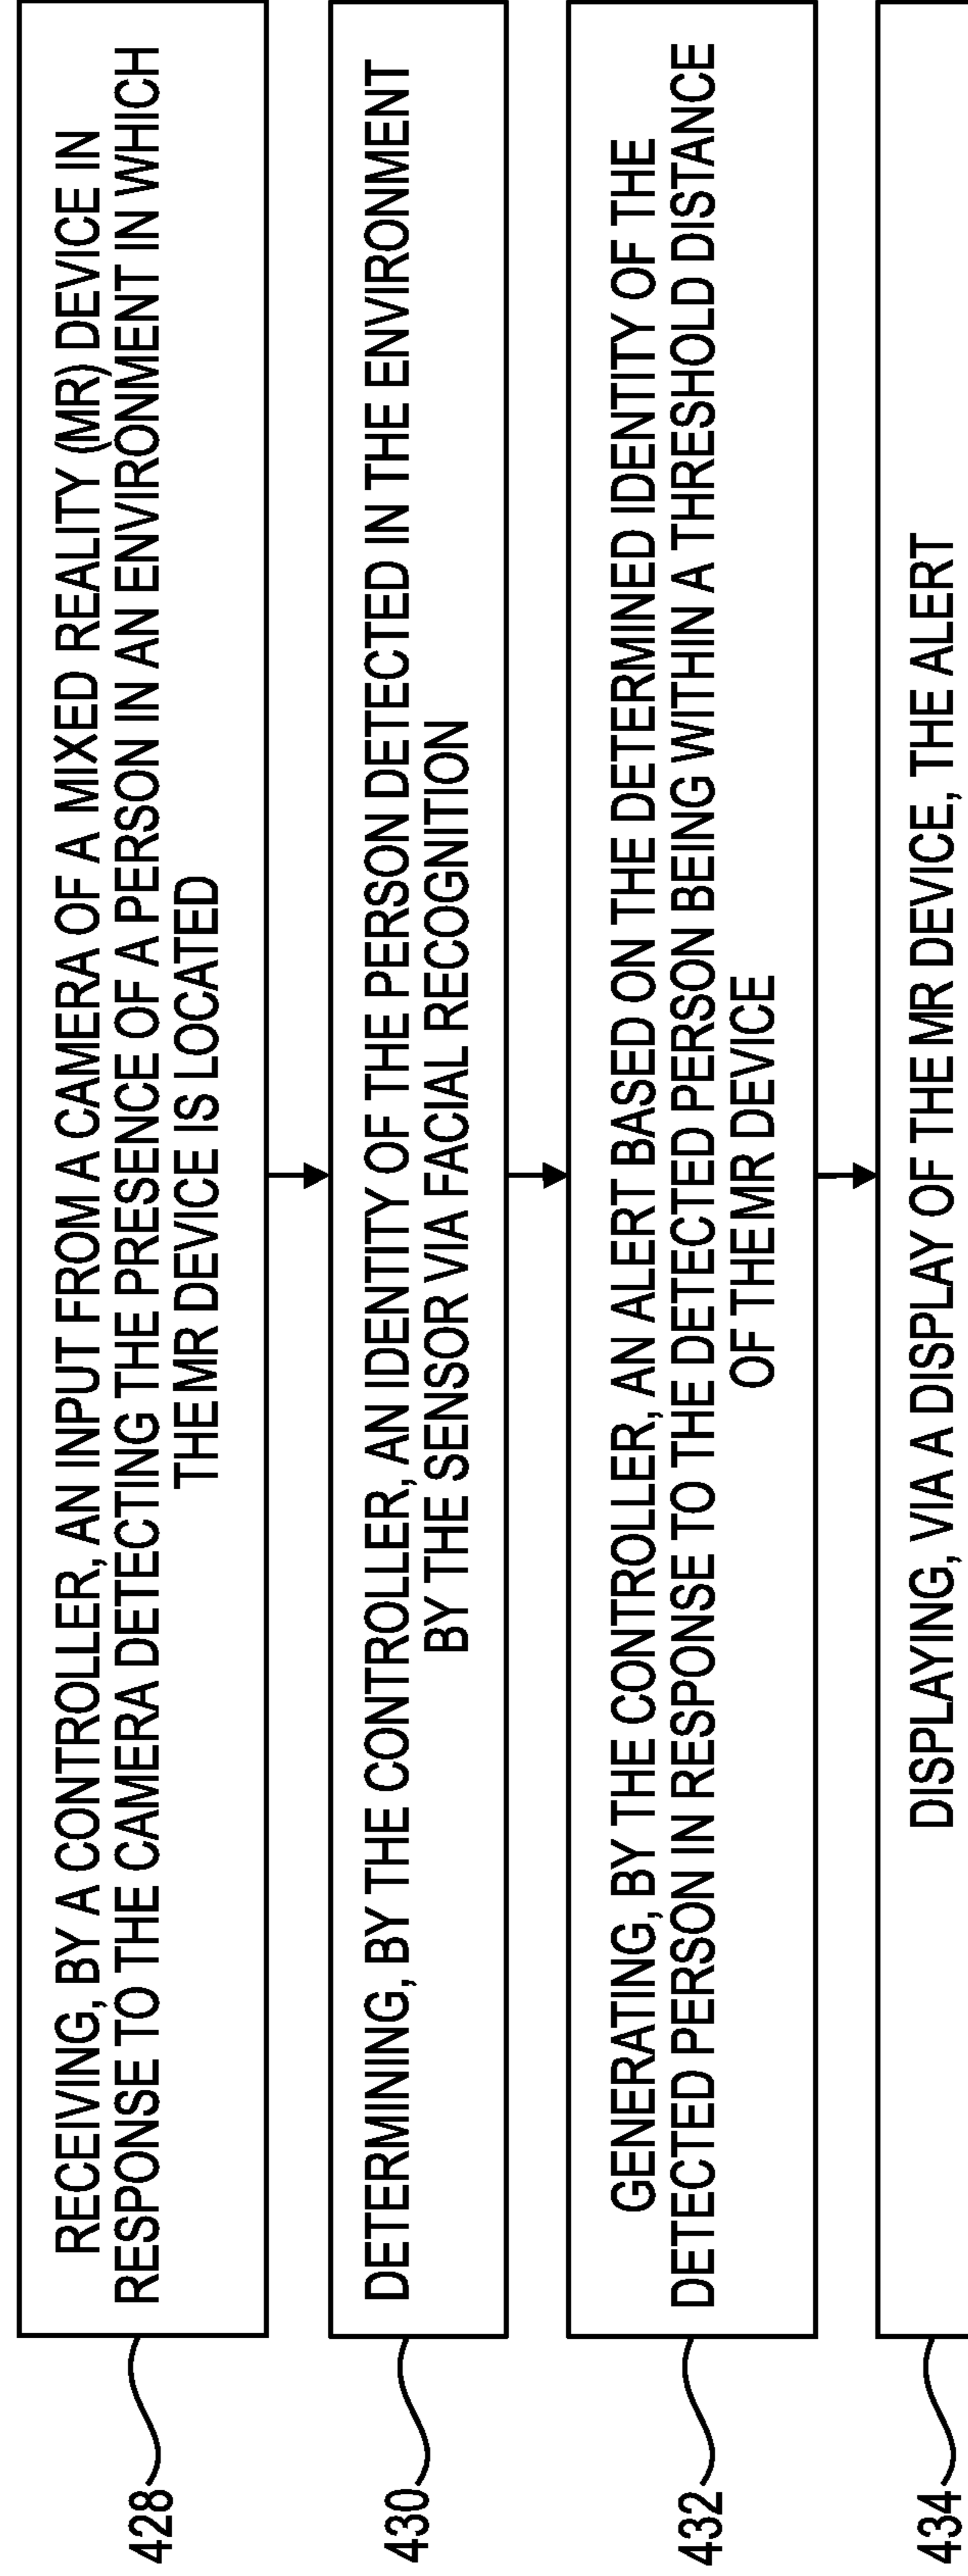 428
RECEIVING, BY A CONTROLLER, AN INPUT FROM A CAMERA OF A MIXED REALITY (MR) DEVICE IN
RESPONSE TO THE CAMERA DETECTING THE PRESENCE OF A PERSON IN AN ENVIRONMENT IN WHICH
THE MR DEVICE IS LOCATED
430
DETERMINING, BY THE CONTROLLER, AN IDENTITY OF THE PERSON DETECTED IN THE ENVIRONMENT
BY THE SENSOR VIA FACIAL RECOGNITION
432
GENERATING, BY THE CONTROLLER, AN ALERT BASED ON THE DETERMINED IDENTITY OF THE
DETECTED PERSON IN RESPONSE TO THE DETECTED PERSON BEING WITHIN A THRESHOLD DISTANCE
OF THE MR DEVICE
434
DISPLAYING, VIA A DISPLAY OF THE MR DEVICE, THE ALERT